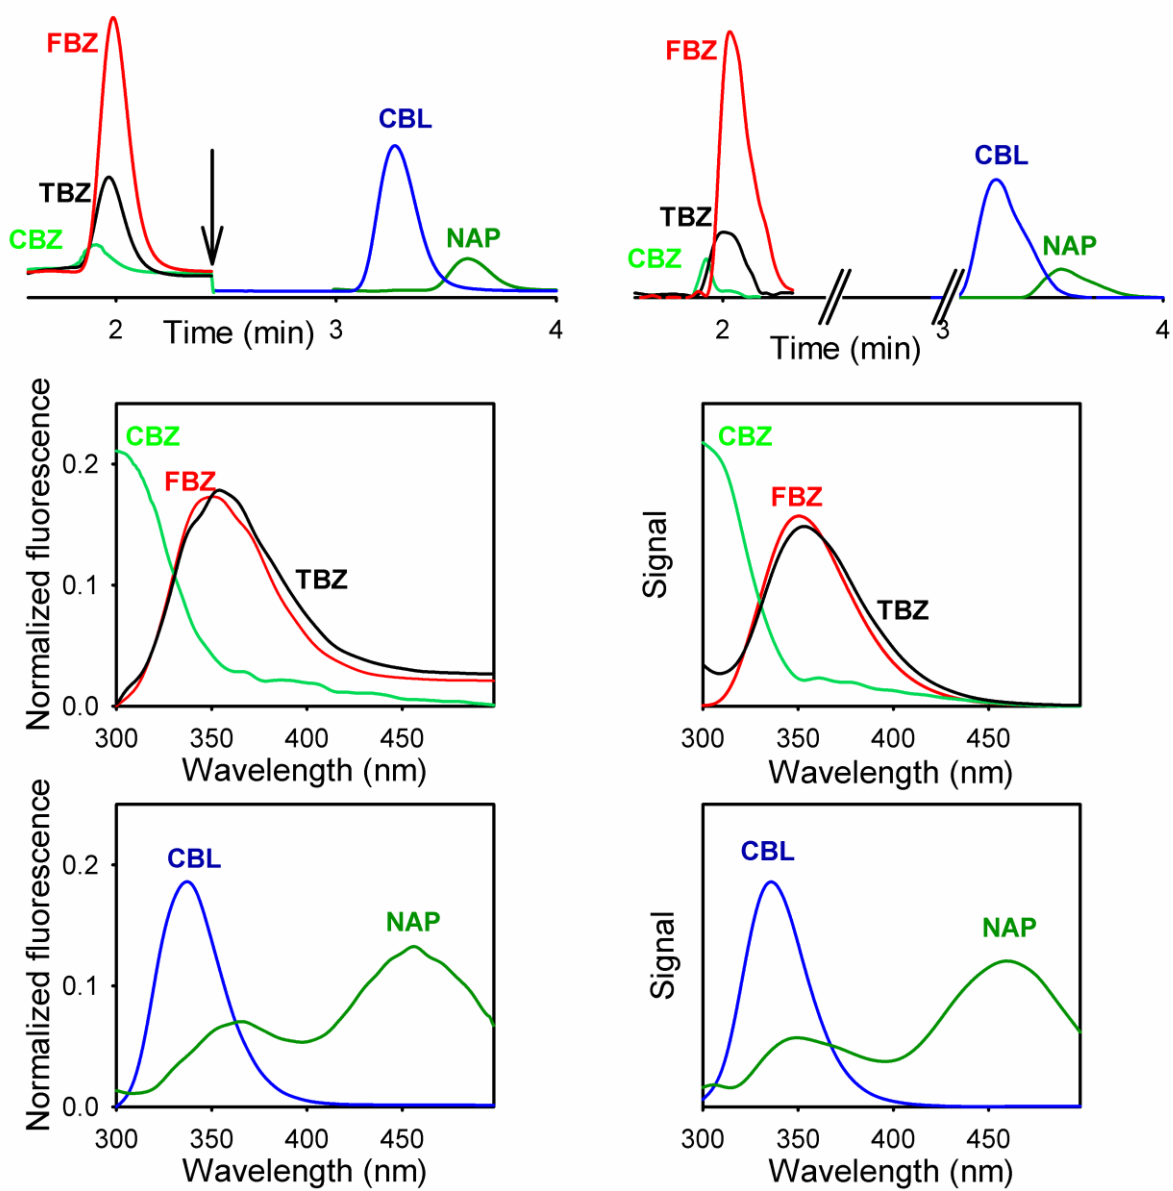 FBZ
TBZ
CBZ
CBL
NAP
2
Time (min)
3
4
FBZ
TBZ
CBZ
CBL
NAP
2
3
4
Time (min)
Normalized fluorescence
0.2
0.1
0.0
CBZ
FBZ
TBZ
300
350
400
450
Wavelength (nm)
Signal
CBZ
FBZ
TBZ
300
350
400
450
Wavelength (nm)
Normalized fluorescence
0.2
0.1
0.0
CBL
NAP
300
350
400
450
Wavelength (nm)
Signal
CBL
NAP
300
350
400
450
Wavelength (nm)